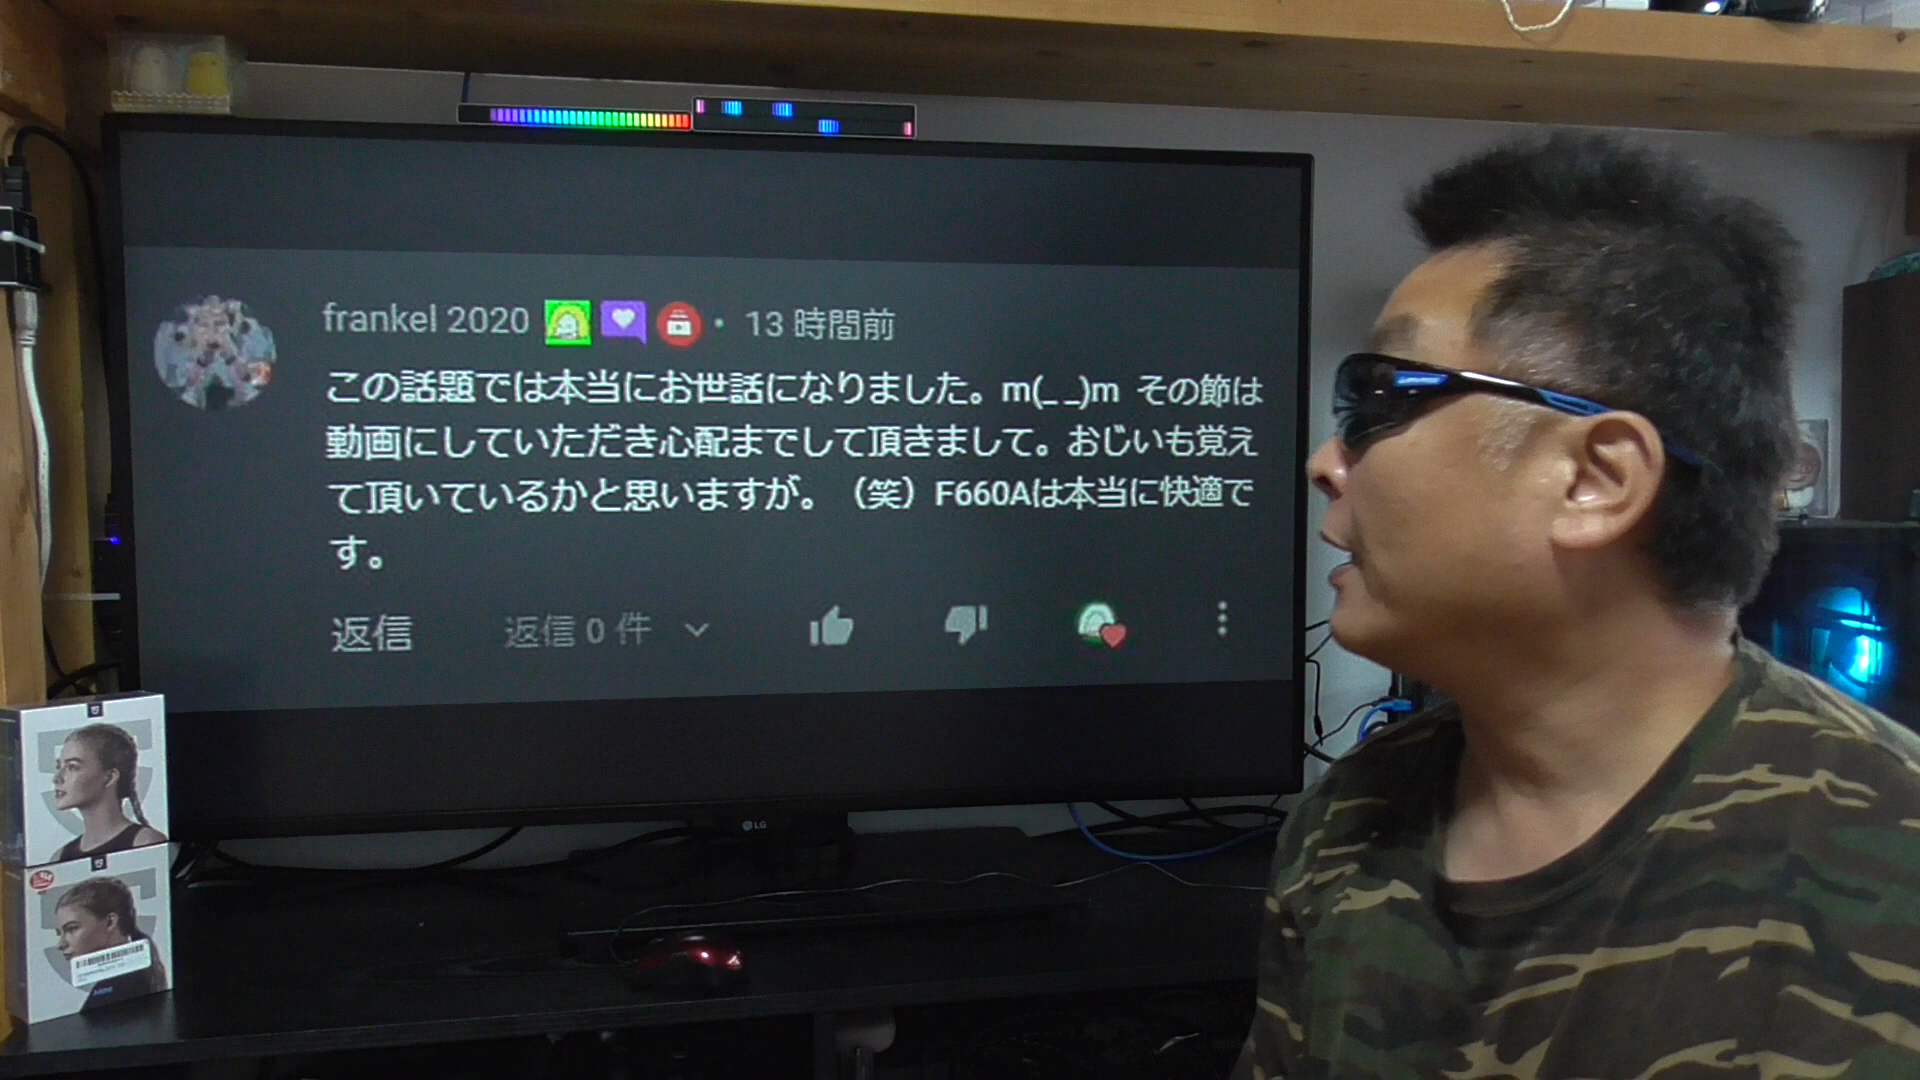 frankel 2020 • 13 時間前
この話題では本当にお世話になりました。m(_ _)m その節は
動画にしていただき心配までして頂きまして。おじいも覚え
て頂いているかと思いますが。（笑）F660Aは本当に快適で
す。
返信 返信 0 件
LG